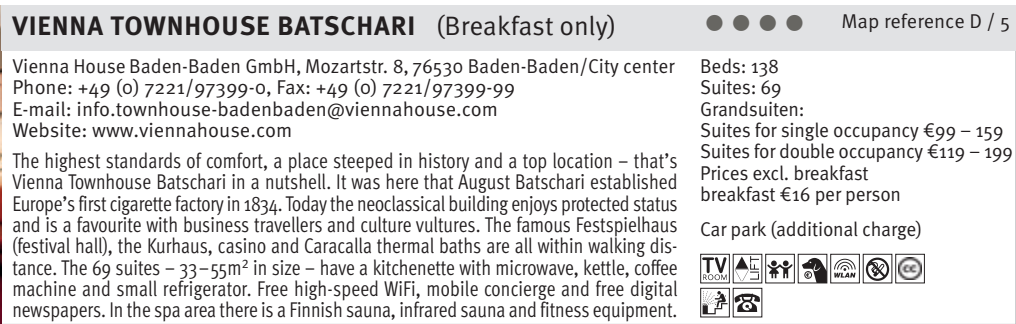 VIENNA TOWNHOUSE BATSCHARI (Breakfast only)
Map reference D / 5
Vienna House Baden-Baden GmbH, Mozartstr. 8, 76530 Baden-Baden/City center
Phone: +49 (0) 7221/97399-0, Fax: +49 (0) 7221/97399-99
E-mail: info.townhouse-badenbaden@viennahouse.com
Website: www.viennahouse.com
The highest standards of comfort, a place steeped in history and a top location – that's
Vienna Townhouse Batschari in a nutshell. It was here that August Batschari established
Europe's first cigarette factory in 1834. Today the neoclassical building enjoys protected status
and is a favourite with business travellers and culture vultures. The famous Festspielhaus
(festival hall), the Kurhaus, casino and Caracalla thermal baths are all within walking dis-
tance. The 69 suites – 33–55m² in size – have a kitchenette with microwave, kettle, coffee
machine and small refrigerator. Free high-speed WiFi, mobile concierge and free digital
newspapers. In the spa area there is a Finnish sauna, infrared sauna and fitness equipment.
Beds: 138
Suites: 69
Grandsuiten:
Suites for single occupancy €99 – 159
Suites for double occupancy €119 – 199
Prices excl. breakfast
breakfast €16 per person
Car park (additional charge)
TV ROOM LIFT WLAN cc